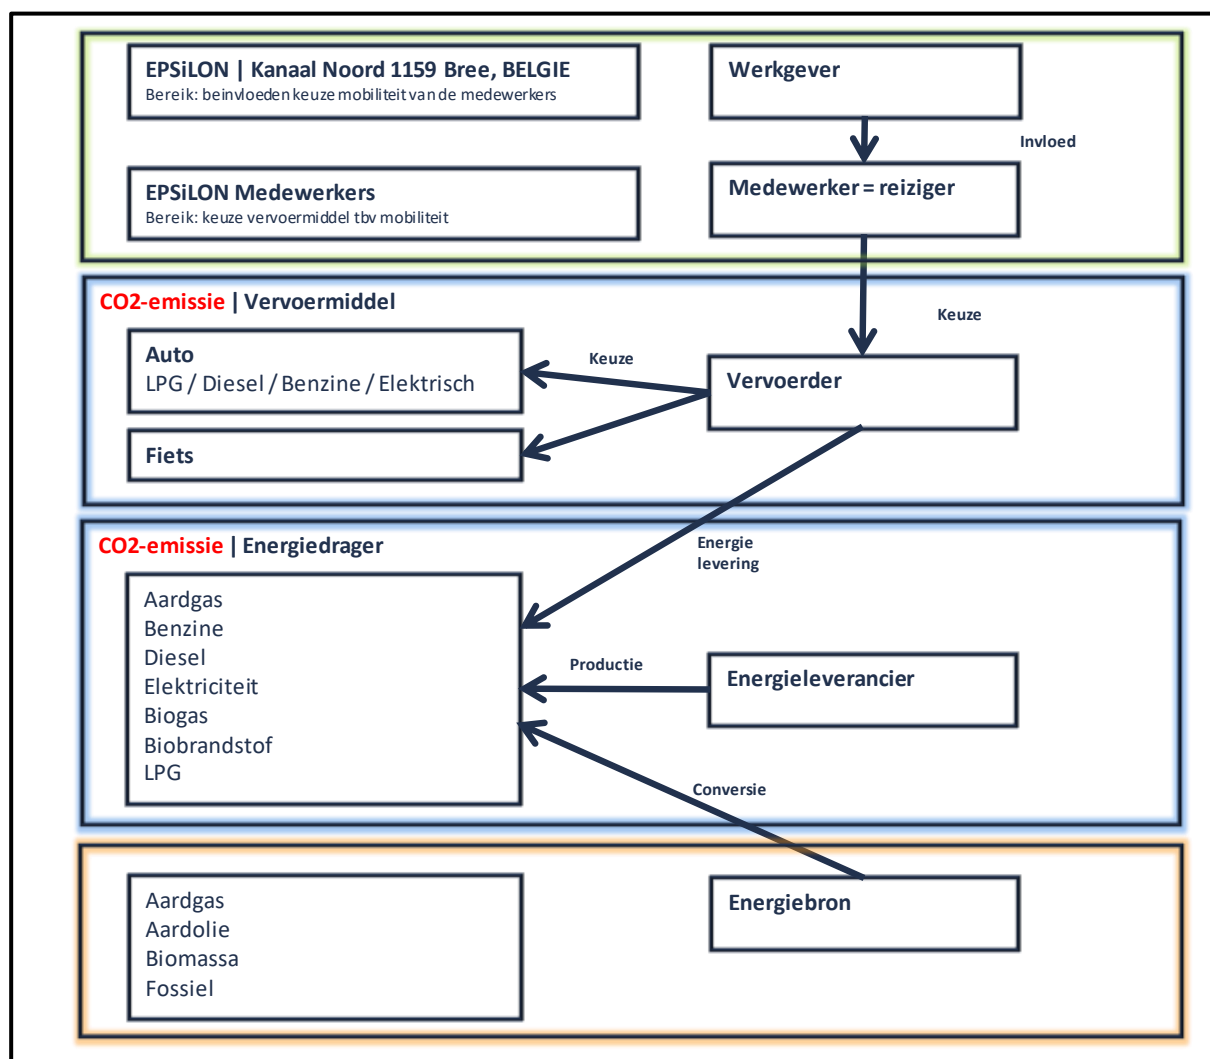 EPSiLON | Kanaal Noord 1159 Bree, BELGIE
Bereik: beinvloeden keuze mobiliteit van de medewerkers
Werkgever
Invloed
EPSiLON Medewerkers
Bereik: keuze vervoermiddel tbv mobiliteit
Medewerker = reiziger
CO2-emissie | Vervoermiddel
Keuze
Auto
LPG / Diesel / Benzine / Elektrisch
Keuze
Vervoerder
Fiets
CO2-emissie | Energiedrager
Energie
levering
Aardgas
Benzine
Diesel
Elektriciteit
Biogas
Biobrandstof
LPG
Productie
Energieleverancier
Conversie
Aardgas
Aardolie
Biomassa
Fossiel
Energiebron